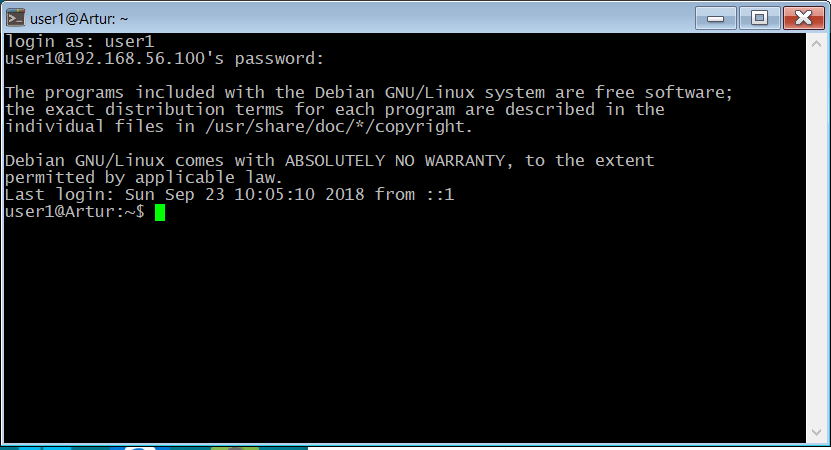 user1@Artur: ~
login as: user1
user1@192.168.56.100's password:
The programs included with the Debian GNU/Linux system are free software;
the exact distribution terms for each program are described in the
individual files in /usr/share/doc/*/copyright.
Debian GNU/Linux comes with ABSOLUTELY NO WARRANTY, to the extent
permitted by applicable law.
Last login: Sun Sep 23 10:05:10 2018 from ::1
user1@Artur:~$